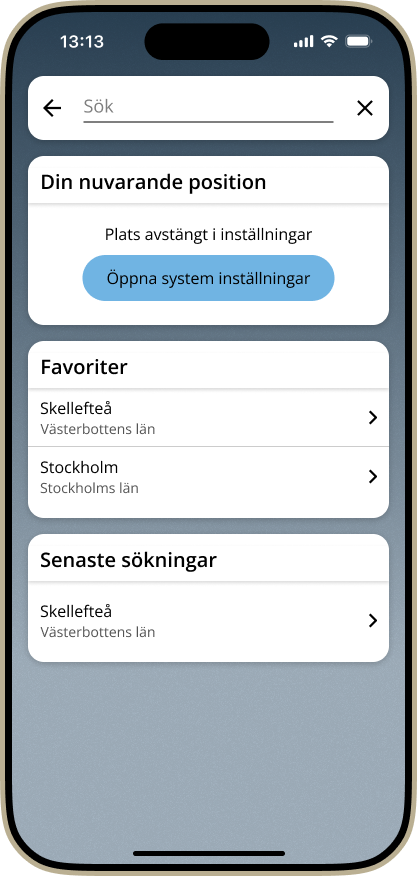 13:13
Sök
Din nuvarande position
Plats avstängt i inställningar
Öppna system inställningar
Favoriter
Skellefteå
Västerbottens län
Stockholm
Stockholms län
Senaste sökningar
Skellefteå
Västerbottens län